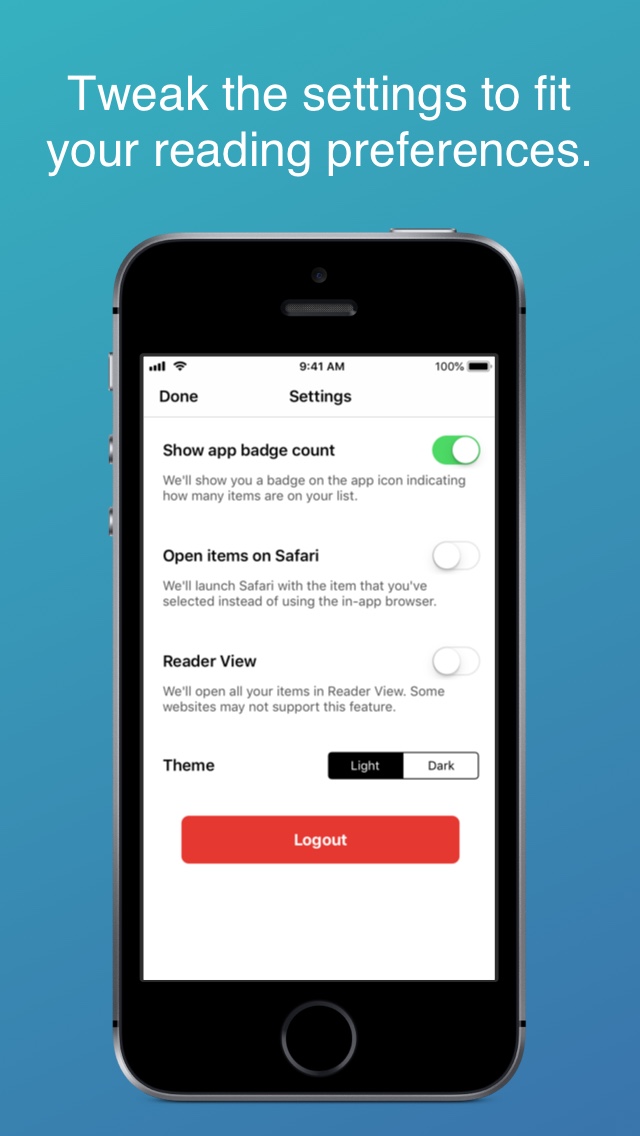 Tweak the settings to fit
your reading preferences.
9:41 AM
100%
Done
Settings
Show app badge count
We'll show you a badge on the app icon indicating
how many items are on your list.
Open items on Safari
We'll launch Safari with the item that you've
selected instead of using the in-app browser.
Reader View
We'll open all your items in Reader View. Some
websites may not support this feature.
Theme
Light
Dark
Logout